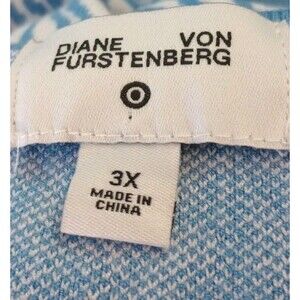 DIANE VON
FURSTENBERG
3X
MADE IN
CHINA